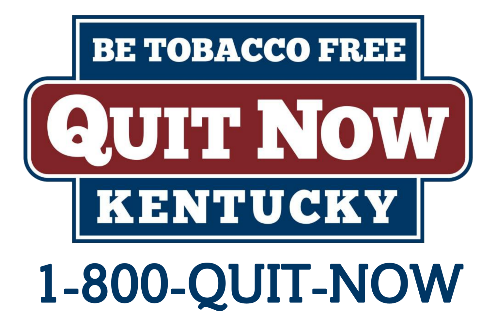 BE TOBACCO FREE
QUIT NOW
KENTUCKY
1-800-QUIT-NOW